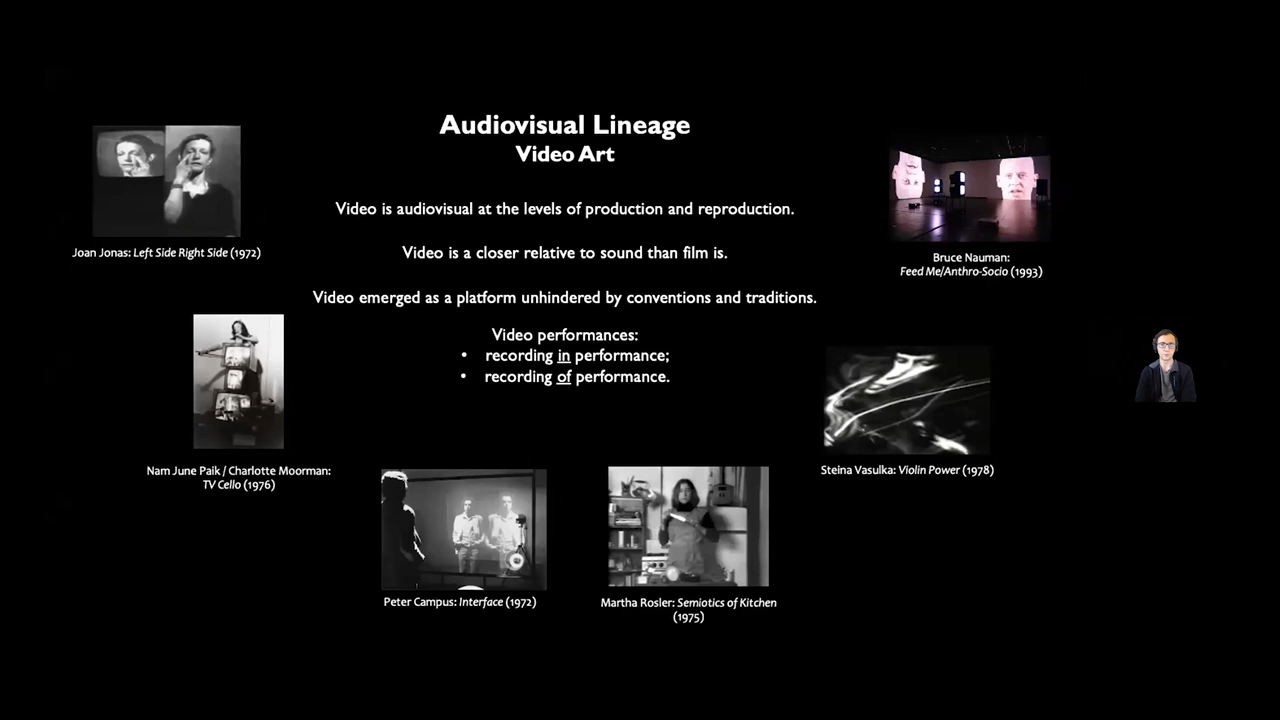 Audiovisual Lineage
Video Art
Video is audiovisual at the levels of production and reproduction.
Video is a closer relative to sound than film is.
Video emerged as a platform unhindered by conventions and traditions.
Video performances:
• recording in performance;
• recording of performance.
Joan Jonas: Left Side Right Side (1972)
Nam June Paik / Charlotte Moorman:
TV Cello (1976)
Peter Campus: Interface (1972)
Martha Rosler: Semiotics of Kitchen
(1975)
Steina Vasulka: Violin Power (1978)
Bruce Nauman:
Feed Me/Anthro-Socio (1993)